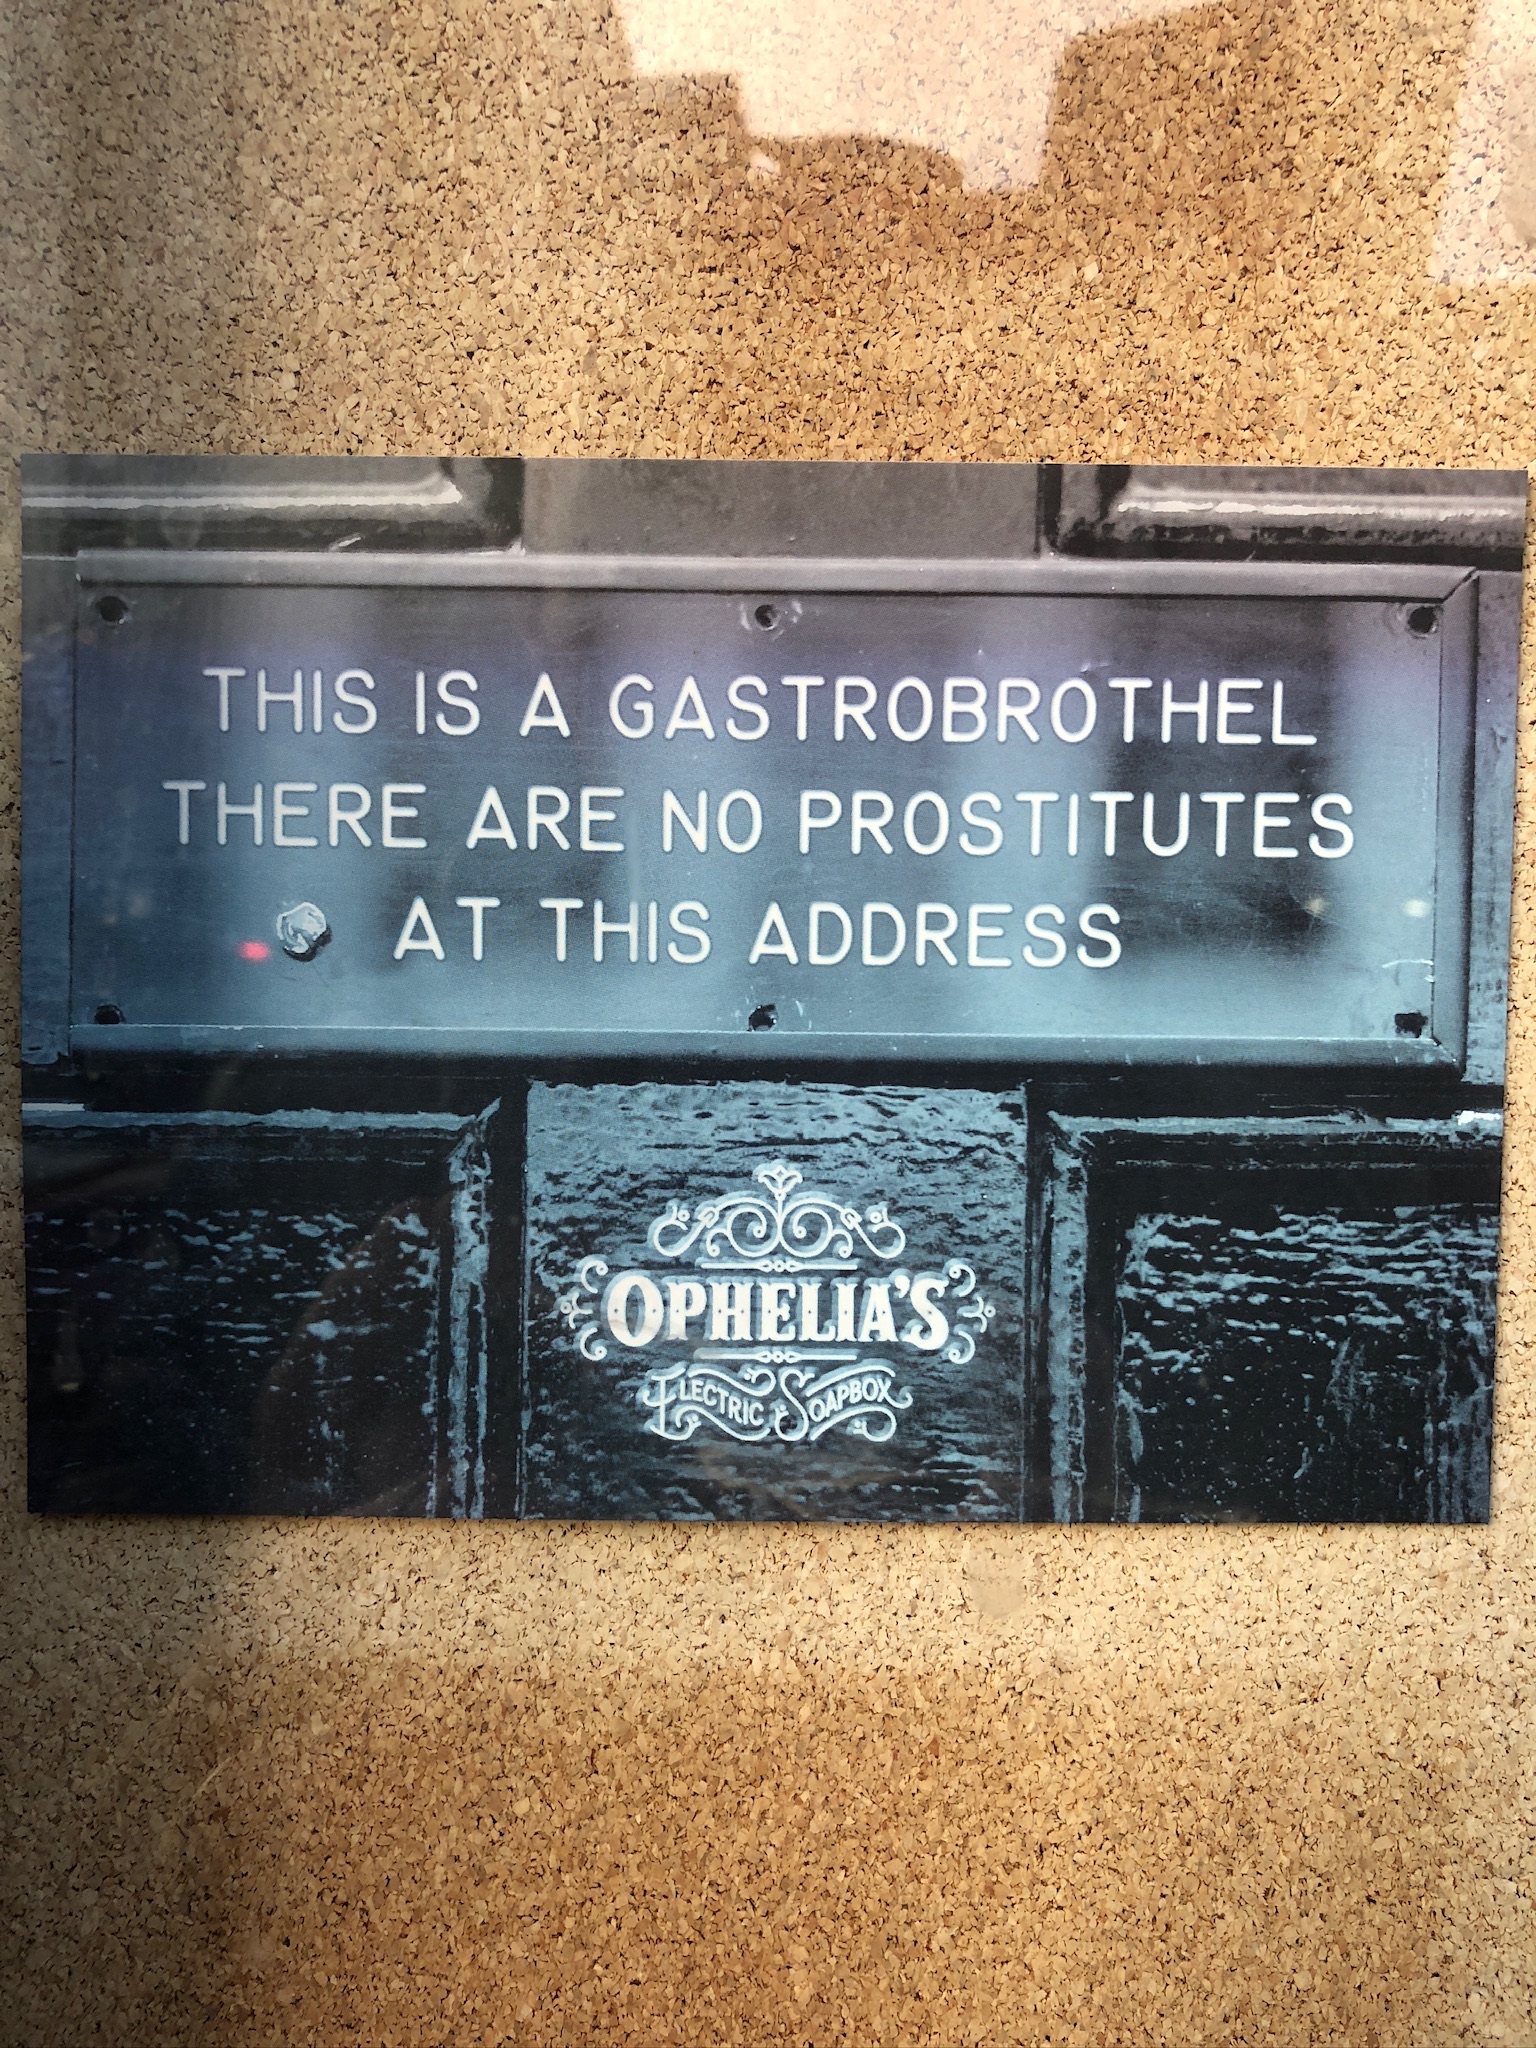 THIS IS A GASTROBROTHEL
THERE ARE NO PROSTITUTES
AT THIS ADDRESS
OPHELIA'S
ELECTRIC SOAPBOX